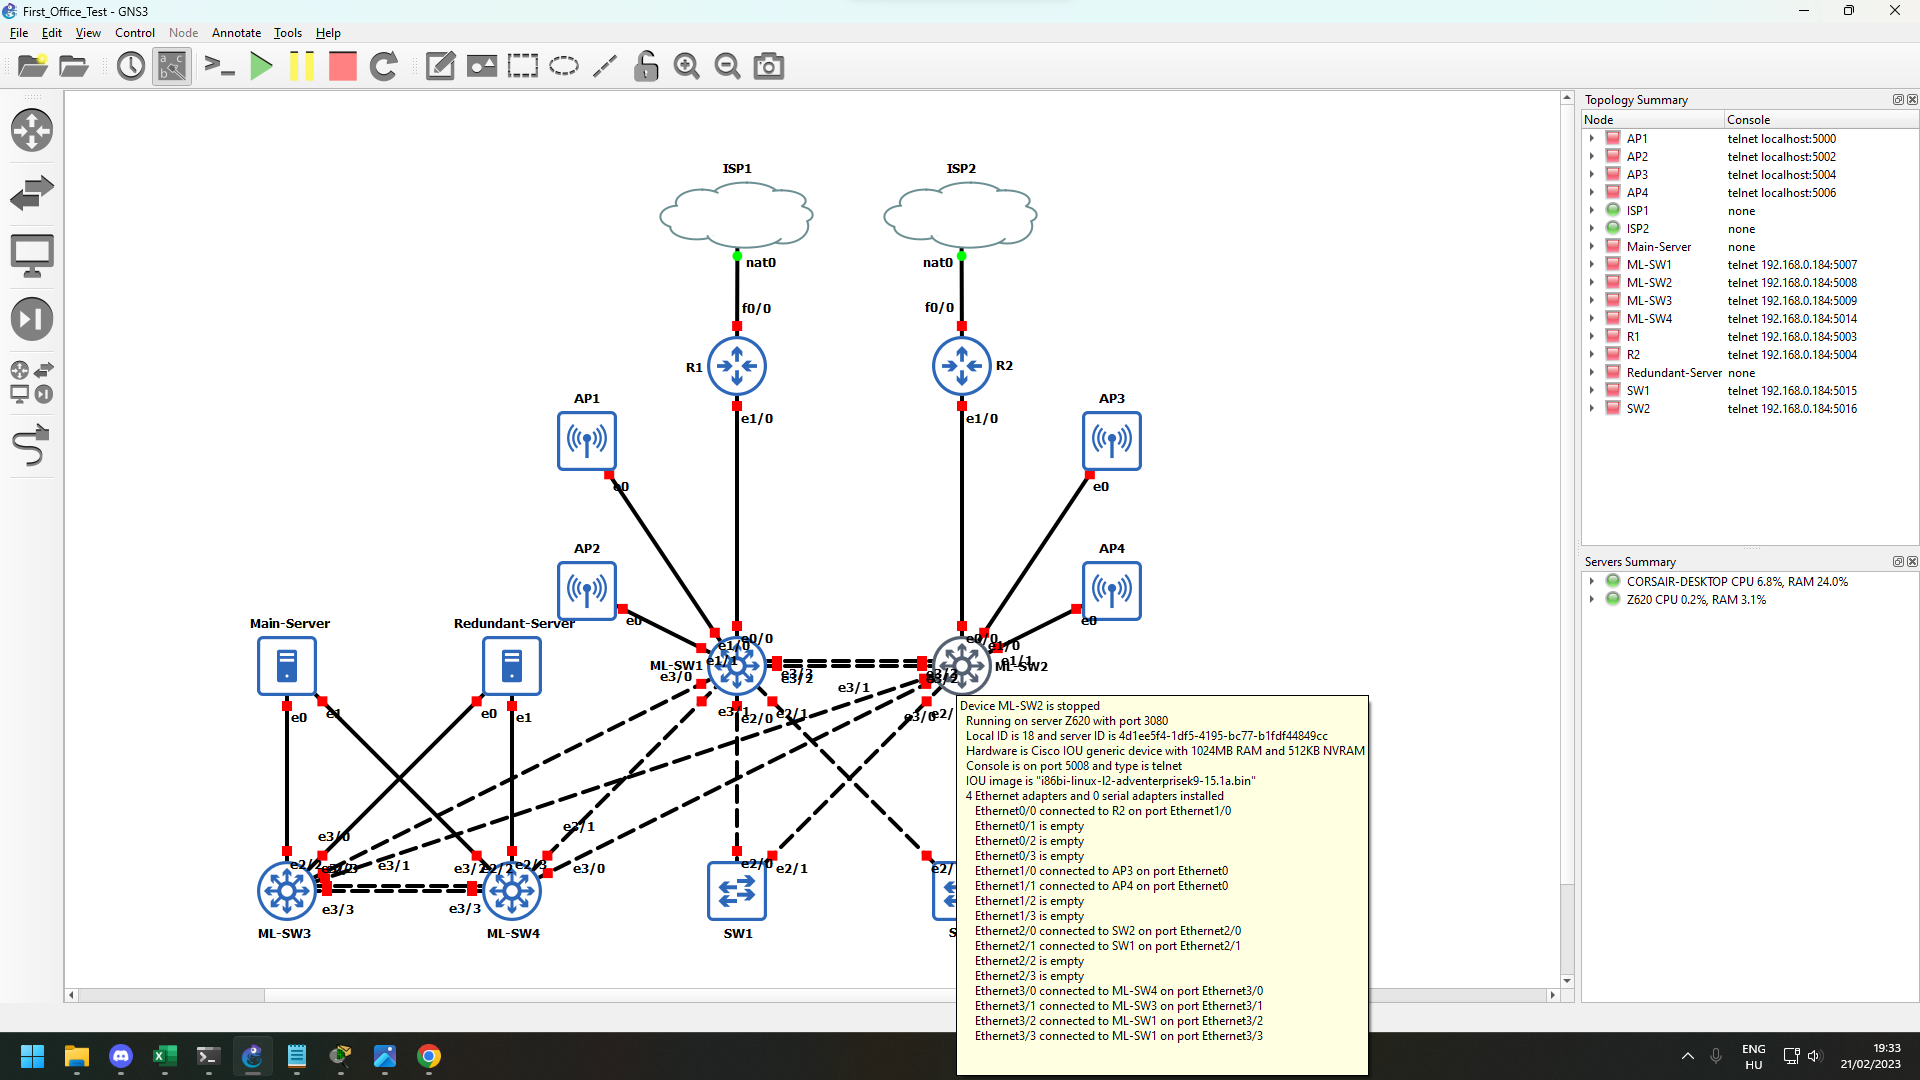 First_Office_Test - GNS3
File Edit View Control Node Annotate Tools Help
ISP1
ISP2
nat0
nat0
f0/0
f0/0
R1
R2
e1/0
e1/0
AP1
AP3
e0
e0
AP2
AP4
e0
e0
Main-Server
Redundant-Server
e0
e1
e0
e1
ML-SW1
e0/0
e1/0
e1/1
e3/0
e3/2
e3/1
e2/0
e2/1
e3/1
ML-SW2
e0/0
e1/0
e1/1
e3/2
e3/0
e2/
e3/0
e2/2
e3/1
e3/3
e3/3
e3/2
e2/2
e2/3
e3/1
e3/0
e2/0
e2/1
e2/
ML-SW3
ML-SW4
SW1
S
Device ML-SW2 is stopped
Running on server Z620 with port 3080
Local ID is 18 and server ID is 4d1ee5f4-1df5-4195-bc77-b1fdf44849cc
Hardware is Cisco IOU generic device with 1024MB RAM and 512KB NVRAM
Console is on port 5008 and type is telnet
IOU image is "i86bi-linux-l2-adventerprisek9-15.1a.bin"
4 Ethernet adapters and 0 serial adapters installed
Ethernet0/0 connected to R2 on port Ethernet1/0
Ethernet0/1 is empty
Ethernet0/2 is empty
Ethernet0/3 is empty
Ethernet1/0 connected to AP3 on port Ethernet0
Ethernet1/1 connected to AP4 on port Ethernet0
Ethernet1/2 is empty
Ethernet1/3 is empty
Ethernet2/0 connected to SW2 on port Ethernet2/0
Ethernet2/1 connected to SW1 on port Ethernet2/1
Ethernet2/2 is empty
Ethernet2/3 is empty
Ethernet3/0 connected to ML-SW4 on port Ethernet3/0
Ethernet3/1 connected to ML-SW3 on port Ethernet3/1
Ethernet3/2 connected to ML-SW1 on port Ethernet3/2
Ethernet3/3 connected to ML-SW1 on port Ethernet3/3
Topology Summary
Node Console
AP1 telnet localhost:5000
AP2 telnet localhost:5002
AP3 telnet localhost:5004
AP4 telnet localhost:5006
ISP1 none
ISP2 none
Main-Server none
ML-SW1 telnet 192.168.0.184:5007
ML-SW2 telnet 192.168.0.184:5008
ML-SW3 telnet 192.168.0.184:5009
ML-SW4 telnet 192.168.0.184:5014
R1 telnet 192.168.0.184:5003
R2 telnet 192.168.0.184:5004
Redundant-Server none
SW1 telnet 192.168.0.184:5015
SW2 telnet 192.168.0.184:5016
Servers Summary
CORSAIR-DESKTOP CPU 6.8%, RAM 24.0%
Z620 CPU 0.2%, RAM 3.1%
ENG
HU
19:33
21/02/2023